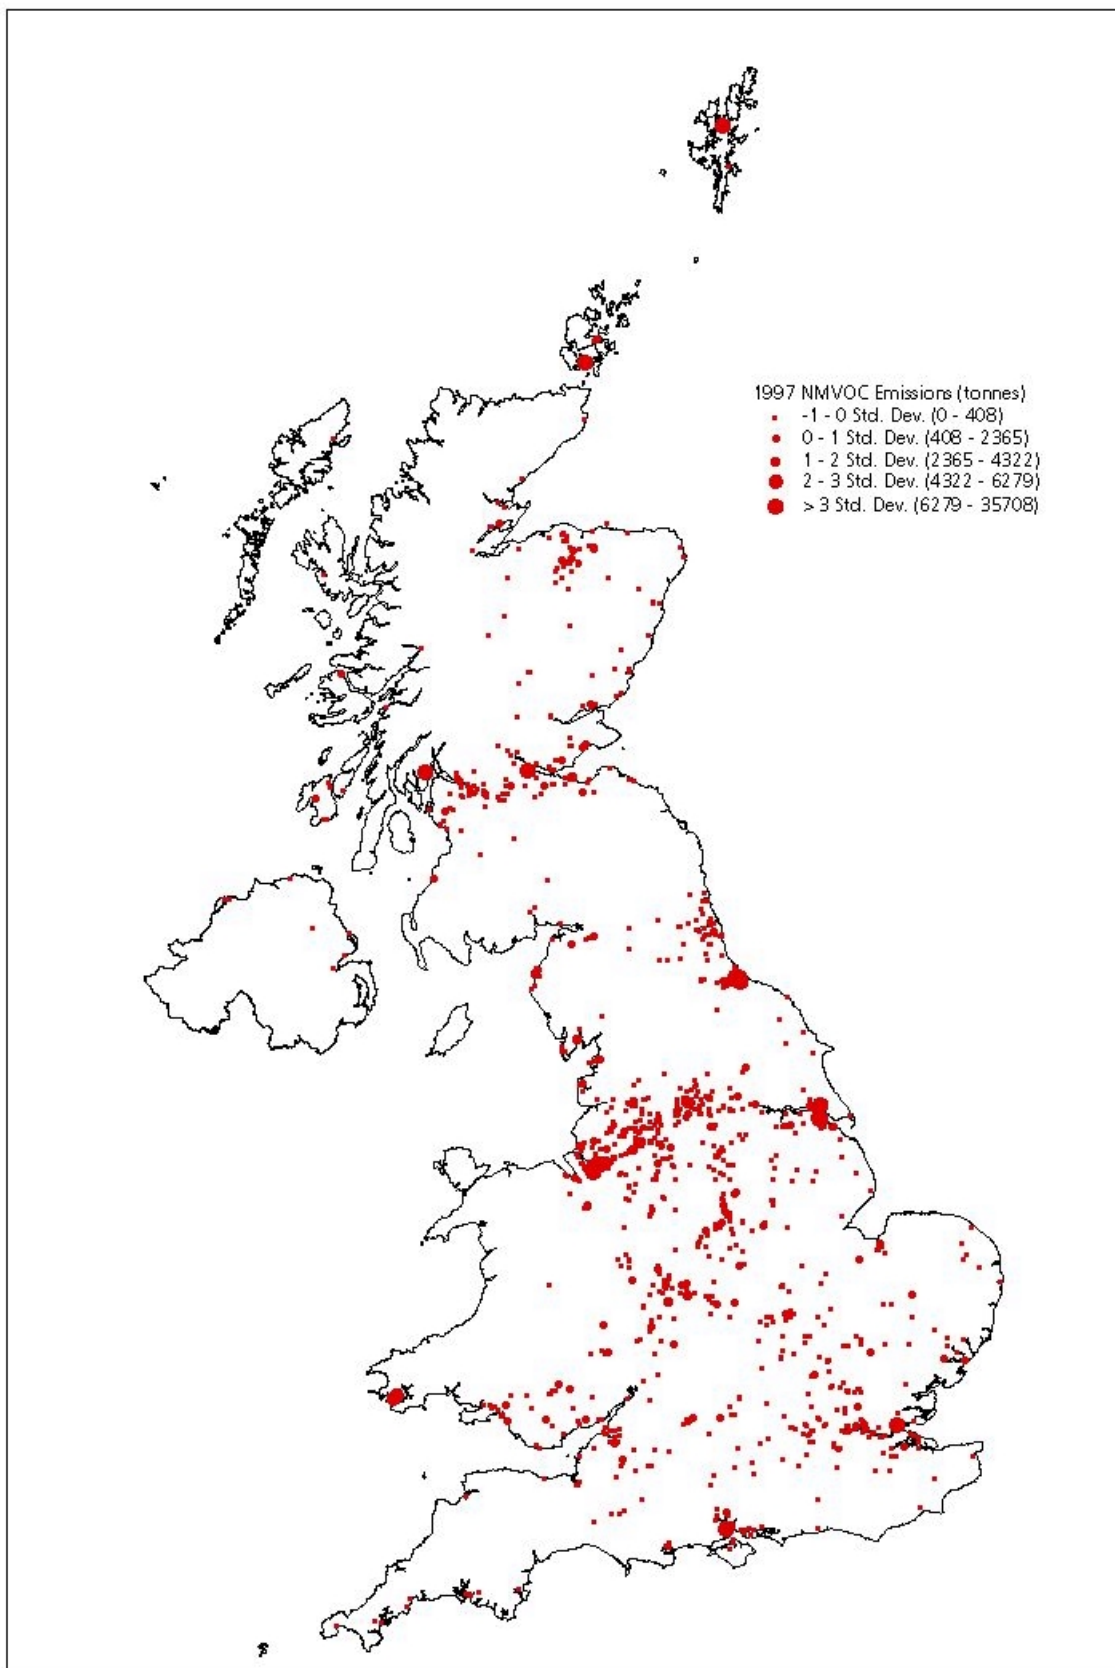 1997 NMVOC Emissions (tonnes)
-1 - 0 Std. Dev. (0 - 408)
0 - 1 Std. Dev. (408 - 2365)
1 - 2 Std. Dev. (2365 - 4322)
2 - 3 Std. Dev. (4322 - 6279)
> 3 Std. Dev. (6279 - 35708)